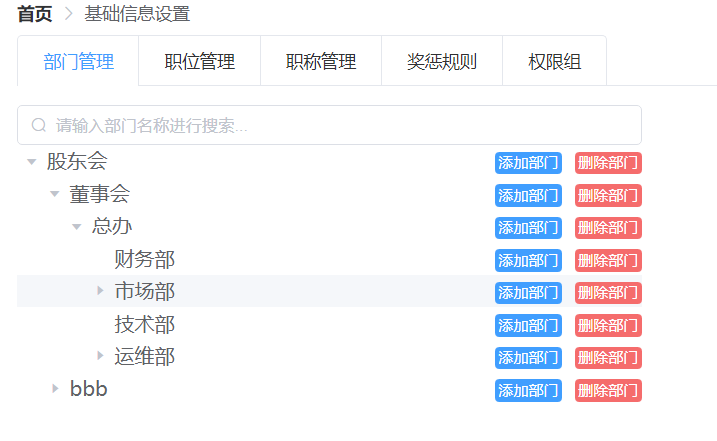 首页 > 基础信息设置
部门管理 职位管理 职称管理 奖惩规则 权限组
请输入部门名称进行搜索...
股东会 添加部门 删除部门
董事会 添加部门 删除部门
总办 添加部门 删除部门
财务部 添加部门 删除部门
市场部 添加部门 删除部门
技术部 添加部门 删除部门
运维部 添加部门 删除部门
bbb 添加部门 删除部门